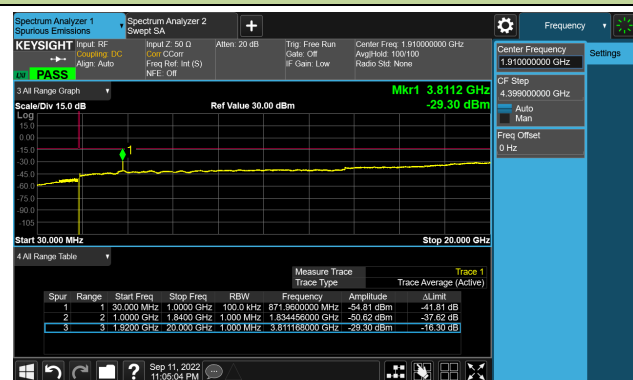 Spectrum Analyzer 1
Spurious Emissions
Spectrum Analyzer 2
Swept SA
Frequency
KEYSIGHT
Input: RF
Coupling: DC
Align: Auto
Input Z: 50 Ω
Corr CCorr
Freq Ref: Int (S)
NFE: Off
Atten: 20 dB
Trig: Free Run
Gate: Off
IF Gain: Low
Center Freq: 1.910000000 GHz
Avg|Hold: 100/100
Radio Std: None
LXI PASS
Center Frequency
1.910000000 GHz
Settings
CF Step
4.399000000 GHz
Auto
Man
Freq Offset
0 Hz
3 All Range Graph
Mkr1 3.8112 GHz
Scale/Div 15.0 dB
Ref Value 30.00 dBm
-29.30 dBm
Log
15.0
0.00
-15.0
-30.0
-45.0
-60.0
-75.0
-90.0
-105
1
Start 30.000 MHz
Stop 20.000 GHz
4 All Range Table
Measure Trace Trace 1
Trace Type Trace Average (Active)
Spur Range Start Freq Stop Freq RBW Frequency Amplitude ΔLimit
1 1 30.000 MHz 1.0000 GHz 100.0 kHz 871.9600000 MHz -54.81 dBm -41.81 dB
2 2 1.0000 GHz 1.8400 GHz 1.000 MHz 1.834456000 GHz -50.62 dBm -37.62 dB
3 3 1.9200 GHz 20.000 GHz 1.000 MHz 3.811168000 GHz -29.30 dBm -16.30 dB
Sep 11, 2022
11:05:04 PM